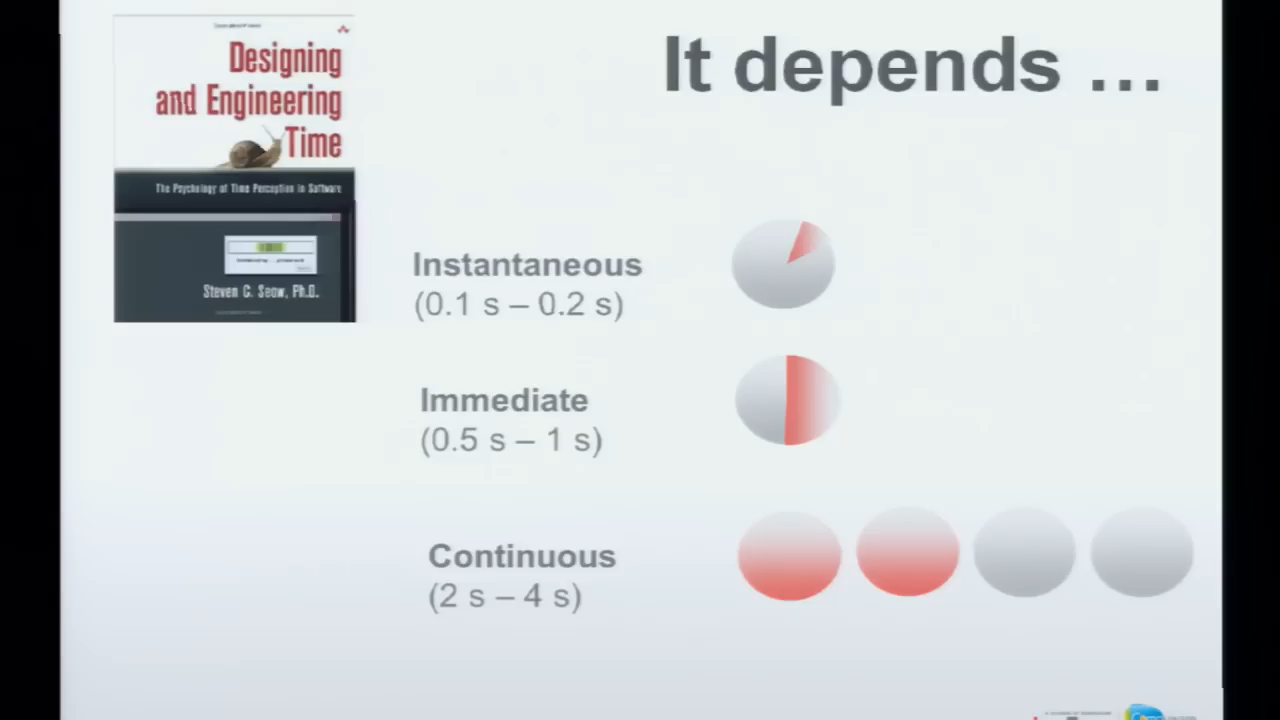 Designing
and Engineering
Time
The Psychology of Time Perception in Software
Steven C. Seow, Ph.D.
It depends ...
Instantaneous
(0.1 s – 0.2 s)
Immediate
(0.5 s – 1 s)
Continuous
(2 s – 4 s)